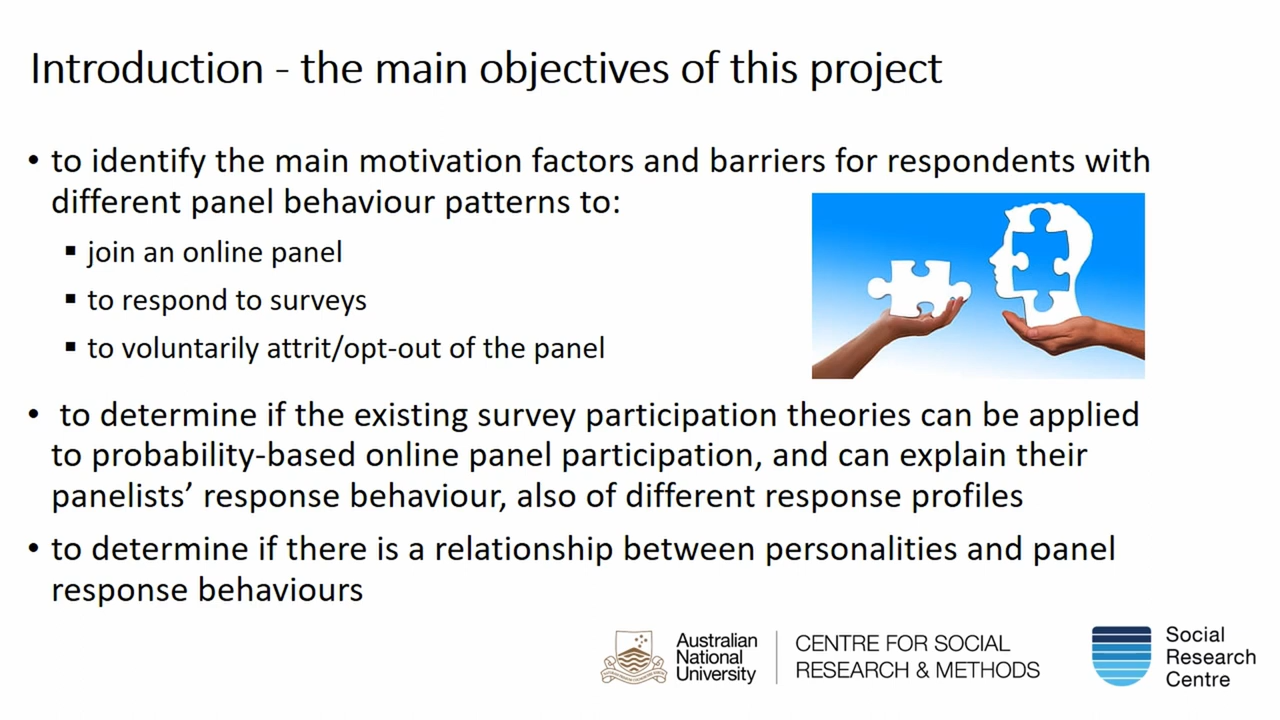 Introduction - the main objectives of this project
• to identify the main motivation factors and barriers for respondents with
different panel behaviour patterns to:
▪ join an online panel
▪ to respond to surveys
▪ to voluntarily attrit/opt-out of the panel
• to determine if the existing survey participation theories can be applied
to probability-based online panel participation, and can explain their
panelists’ response behaviour, also of different response profiles
• to determine if there is a relationship between personalities and panel
response behaviours
Australian
National
University
CENTRE FOR SOCIAL
RESEARCH & METHODS
Social
Research
Centre